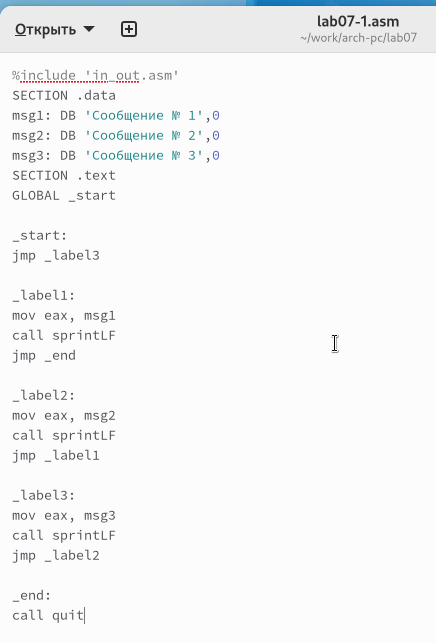 Открыть
lab07-1.asm
~/work/arch-pc/lab07
%include 'in_out.asm'
SECTION .data
msg1: DB 'Сообщение № 1',0
msg2: DB 'Сообщение № 2',0
msg3: DB 'Сообщение № 3',0
SECTION .text
GLOBAL _start

_start:
jmp _label3

_label1:
mov eax, msg1
call sprintLF
jmp _end

_label2:
mov eax, msg2
call sprintLF
jmp _label1

_label3:
mov eax, msg3
call sprintLF
jmp _label2

_end:
call quit